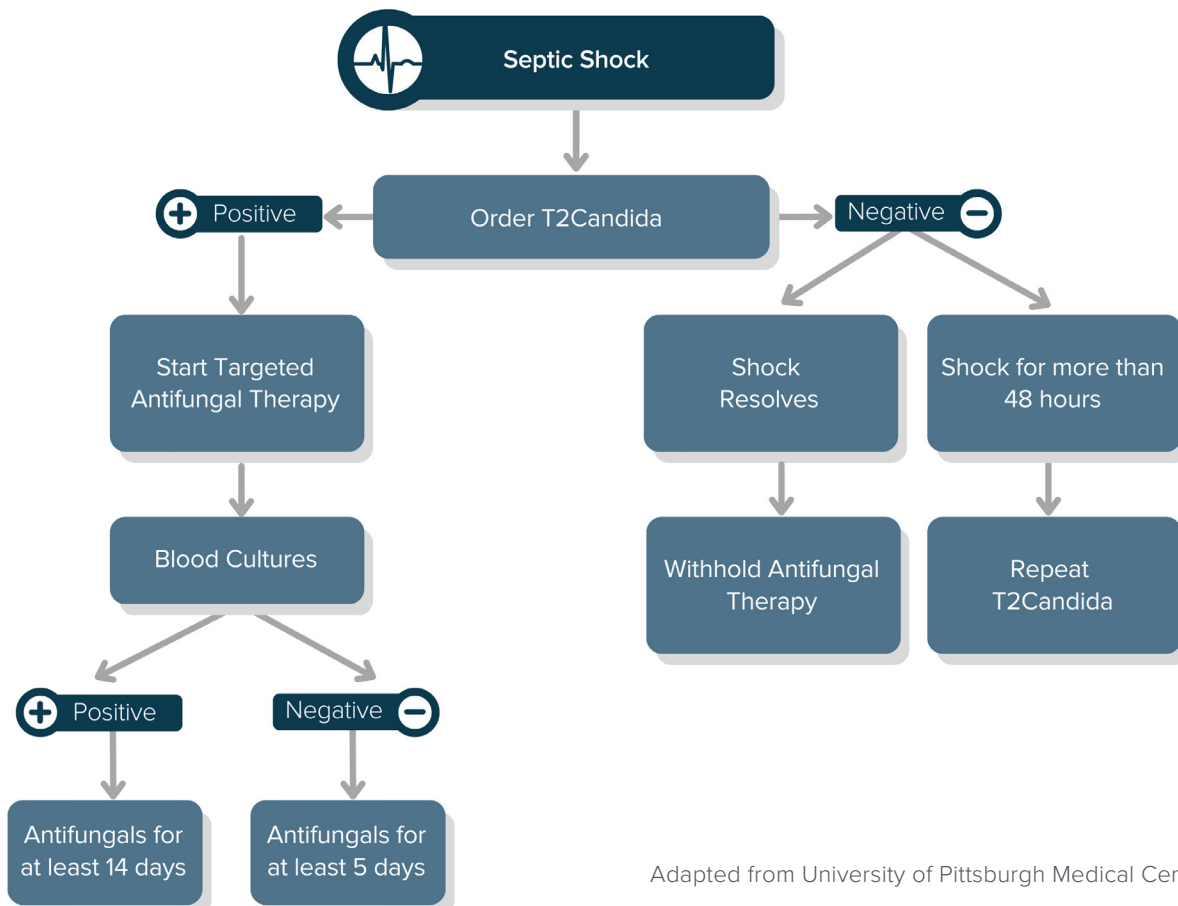 Septic Shock
Order T2Candida
Positive
Negative
Start Targeted
Antifungal Therapy
Shock
Resolves
Shock for more than
48 hours
Blood Cultures
Withhold Antifungal
Therapy
Repeat
T2Candida
Positive
Negative
Antifungals for
at least 14 days
Antifungals for
at least 5 days
Adapted from University of Pittsburgh Medical Cen